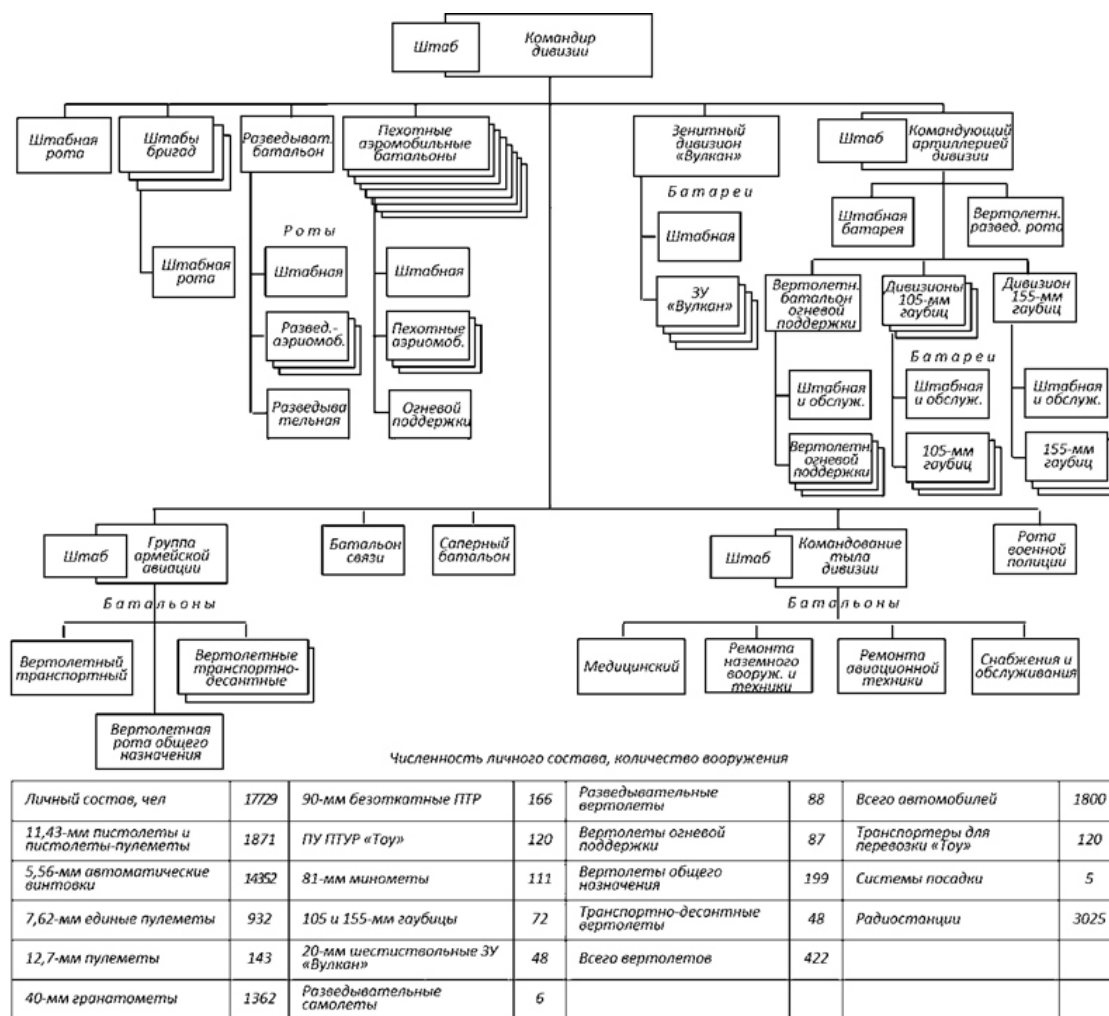 Штаб
Командир
дивизии
Штабная
рота
Штабы
бригад
Разведыват.
батальон
Пехотные
аэромобильные
батальоны
Зенитный
дивизион
«Вулкан»
Штаб
Командующий
артиллерией
дивизии
Батареи
Штабная
батарея
Вертолетн.
развед. рота
Роты
Штабная
рота
Штабная
Штабная
Штабная
ЗУ
«Вулкан»
Вертолетн.
батальон
огневой
поддержки
Дивизионы
105-мм
гаубиц
Дивизион
155-мм
гаубиц
Развед.-
аэриомоб.
Пехотные
аэриомоб.
Батареи
Разведыва
тельная
Огневой
поддержки
Штабная
и обслуж.
Штабная
и обслуж.
Штабная
и обслуж.
Вертолетн.
огневой
поддержки
105-мм
гаубиц
155-мм
гаубиц
Штаб
Группа
армейской
авиации
Батальон
связи
Саперный
батальон
Штаб
Командование
тыла
дивизии
Рота
военной
полиции
Батальоны
Батальоны
Вертолетный
транспортный
Вертолетные
транспортно-
десантные
Вертолетная
рота общего
назначения
Медицинский
Ремонта
наземного
вооруж. и
техники
Ремонта
авиационной
техники
Снабжения и
обслуживания
Численность личного состава, количество вооружения
Личный состав, чел 17729 90-мм безоткатные ПТР 166 Разведывательные вертолеты 88 Всего автомобилей 1800
11,43-мм пистолеты и пистолеты-пулеметы 1871 ПУ ПТУР «Тоу» 120 Вертолеты огневой поддержки 87 Транспортеры для перевозки «Тоу» 120
5,56-мм автоматические винтовки 14352 81-мм минометы 111 Вертолеты общего назначения 199 Системы посадки 5
7,62-мм единые пулеметы 932 105 и 155-мм гаубицы 72 Транспортно-десантные вертолеты 48 Радиостанции 3025
12,7-мм пулеметы 143 20-мм шестиствольные ЗУ «Вулкан» 48 Всего вертолетов 422
40-мм гранатометы 1362 Разведывательные самолеты 6